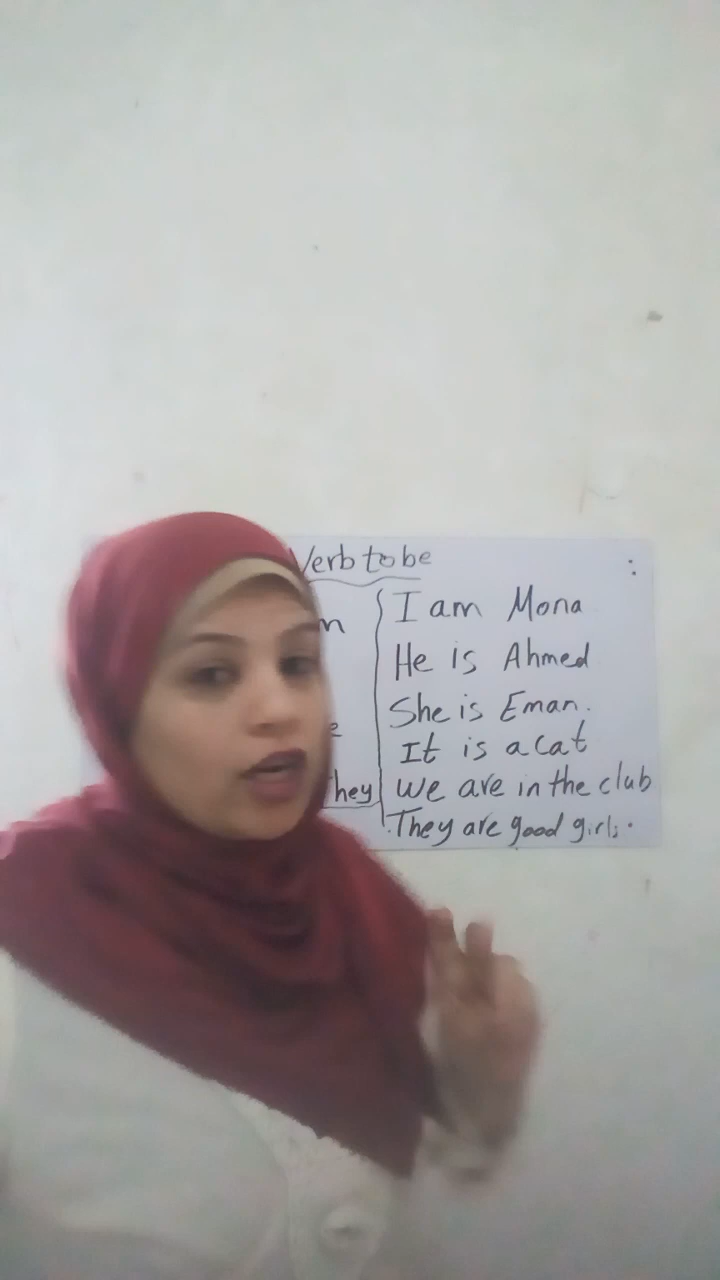 Verb to be
I am Mona
He is Ahmed
She is Eman.
It is a cat
hey we are in the club
They are good girls.